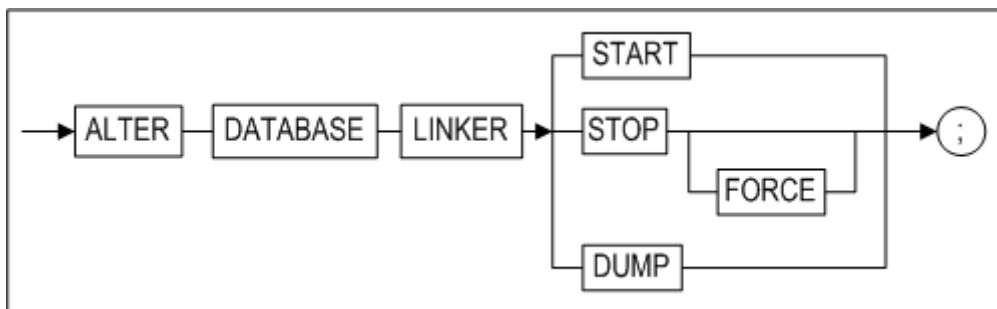 START
ALTER DATABASE LINKER STOP ;
FORCE
DUMP